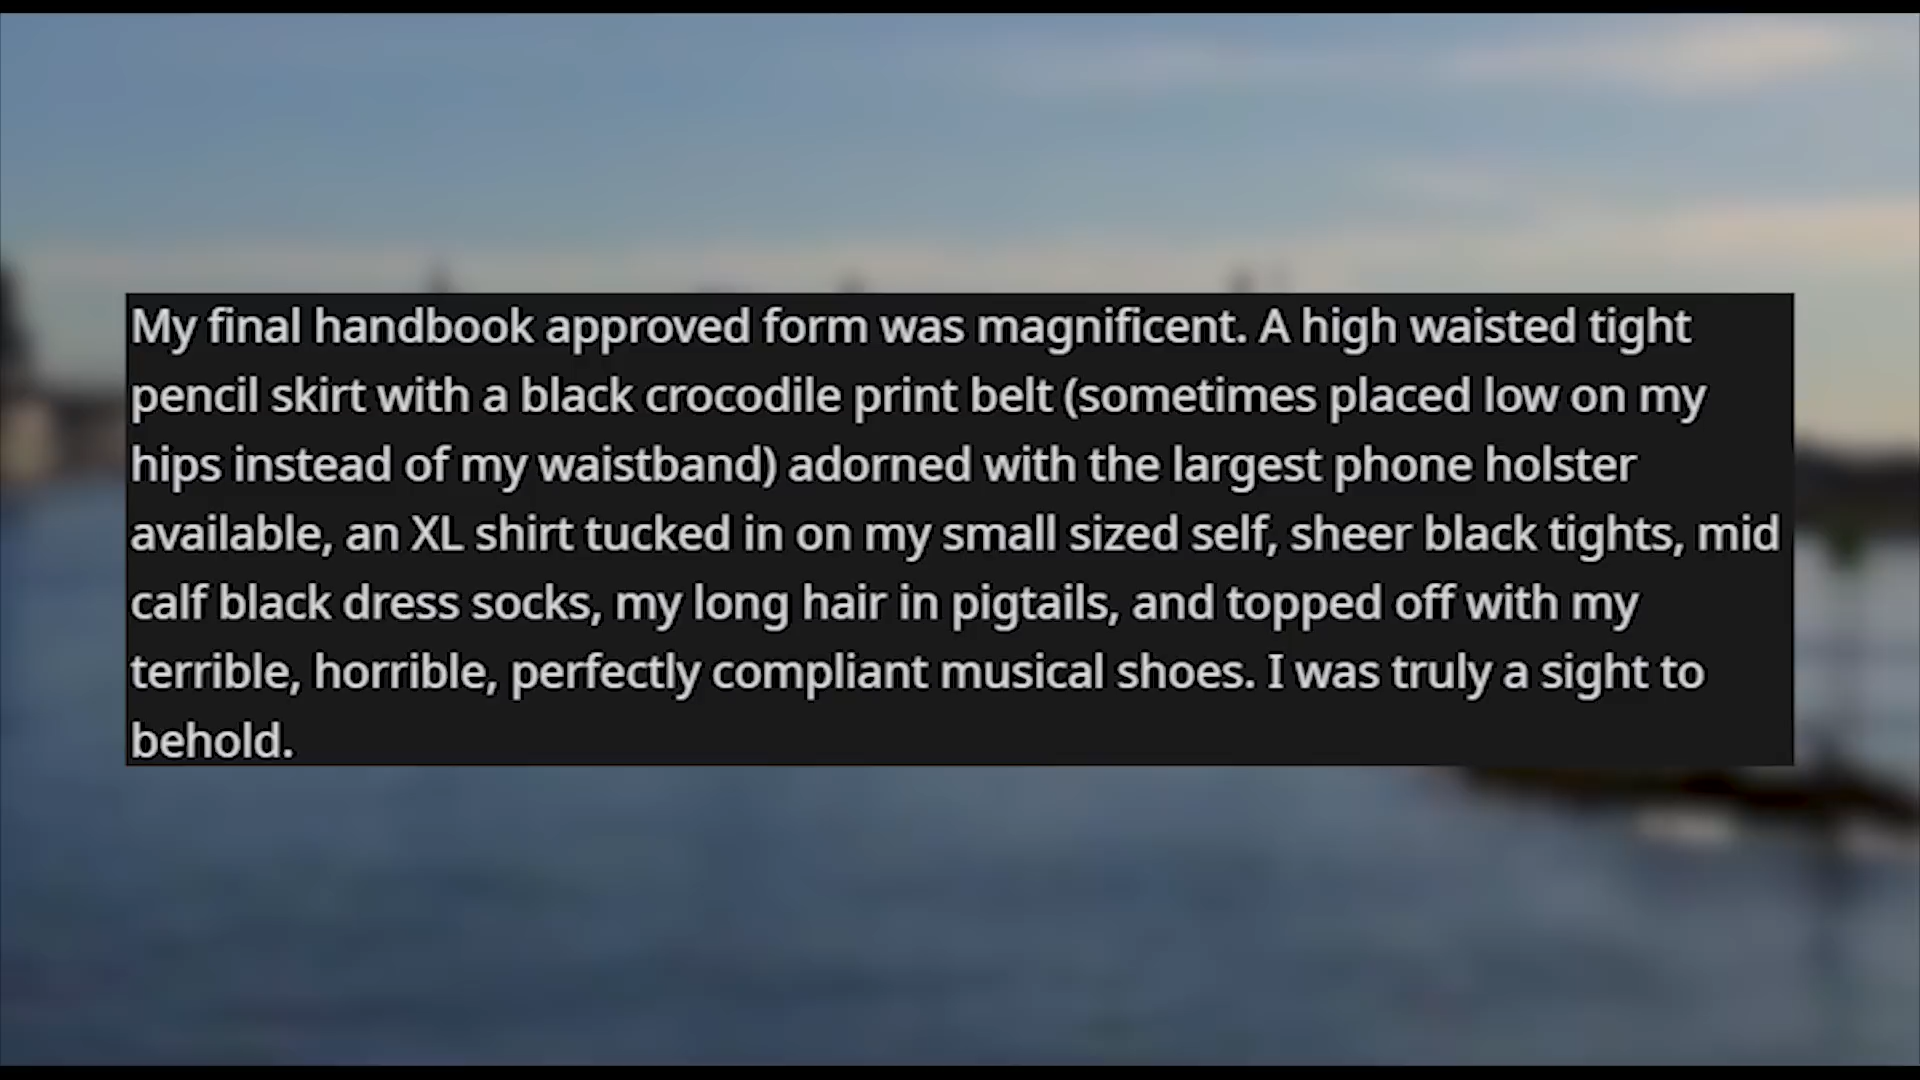 My final handbook approved form was magnificent. A high waisted tight
pencil skirt with a black crocodile print belt (sometimes placed low on my
hips instead of my waistband) adorned with the largest phone holster
available, an XL shirt tucked in on my small sized self, sheer black tights, mid
calf black dress socks, my long hair in pigtails, and topped off with my
terrible, horrible, perfectly compliant musical shoes. I was truly a sight to
behold.